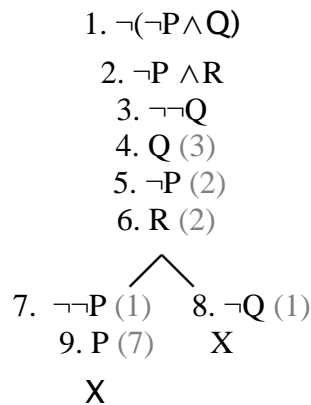 1. ¬(¬P∧Q)
2. ¬P ∧R
3. ¬¬Q
4. Q (3)
5. ¬P (2)
6. R (2)
7. ¬¬P (1) 8. ¬Q (1)
9. P (7) X
X